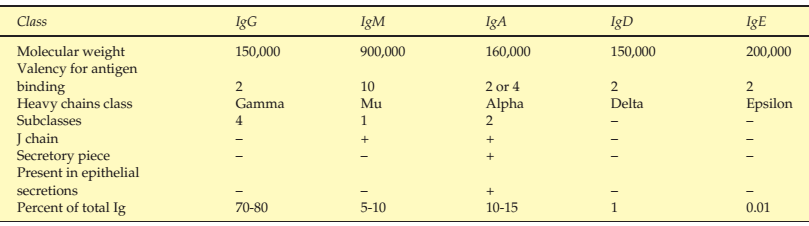 Class IgG IgM IgA IgD IgE
Molecular weight 150,000 900,000 160,000 150,000 200,000
Valency for antigen
binding 2 10 2 or 4 2 2
Heavy chains class Gamma Mu Alpha Delta Epsilon
Subclasses 4 1 2 – –
J chain – + + – –
Secretory piece – – + – –
Present in epithelial
secretions – – + – –
Percent of total Ig 70-80 5-10 10-15 1 0.01